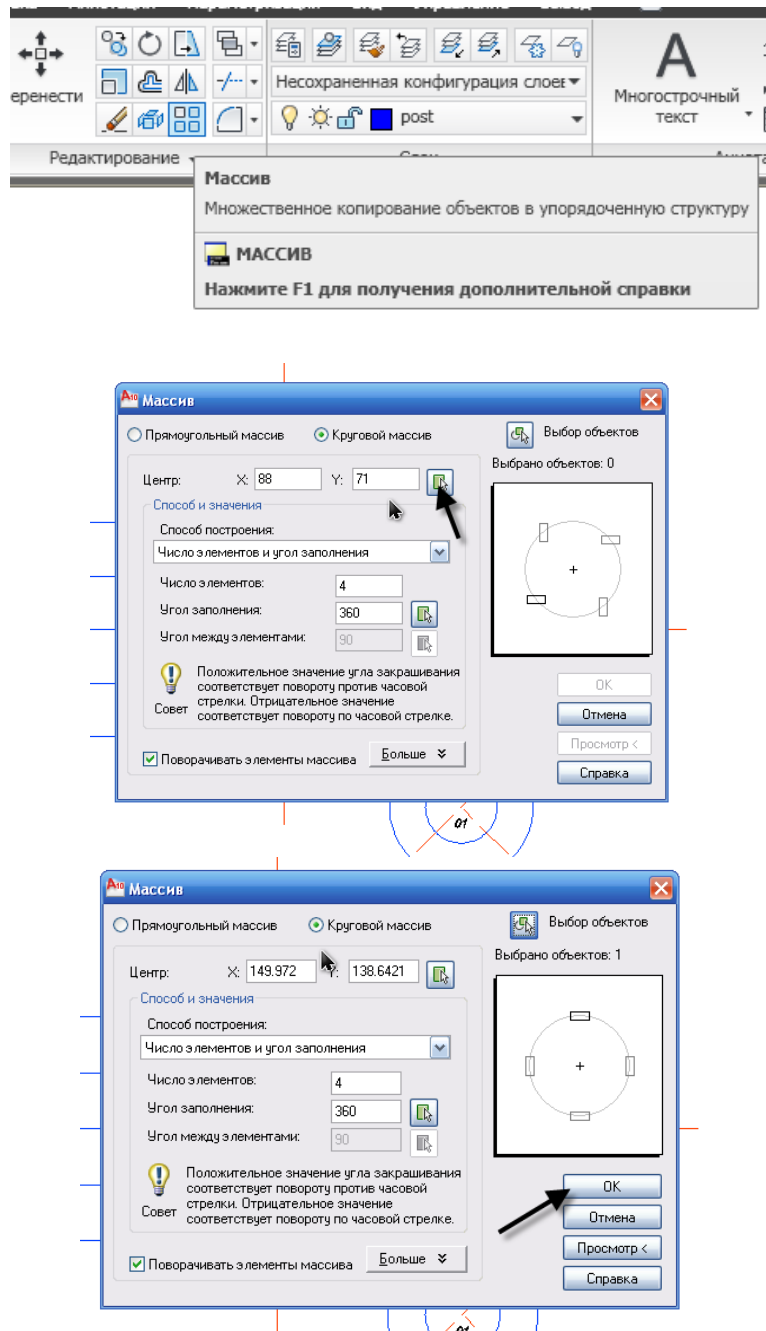 еренести
Несохраненная конфигурация слоев
post
Многострочный
текст
Редактирование
Массив
Множественное копирование объектов в упорядоченную структуру
МАССИВ
Нажмите F1 для получения дополнительной справки
Массив
Прямоугольный массив Круговой массив Выбор объектов
Выбрано объектов: 0
Центр: X: 88 Y: 71
Способ и значения
Способ построения:
Число элементов и угол заполнения
Число элементов: 4
Угол заполнения: 360
Угол между элементами: 90
Положительное значение угла закрашивания
соответствует повороту против часовой
стрелки. Отрицательное значение
соответствует повороту по часовой стрелке.
Совет
Поворачивать элементы массива Больше
OK
Отмена
Просмотр <
Справка
01
Массив
Прямоугольный массив Круговой массив Выбор объектов
Выбрано объектов: 1
Центр: X: 149.972 Y: 138.6421
Способ и значения
Способ построения:
Число элементов и угол заполнения
Число элементов: 4
Угол заполнения: 360
Угол между элементами: 90
Положительное значение угла закрашивания
соответствует повороту против часовой
стрелки. Отрицательное значение
соответствует повороту по часовой стрелке.
Совет
Поворачивать элементы массива Больше
OK
Отмена
Просмотр <
Справка
01